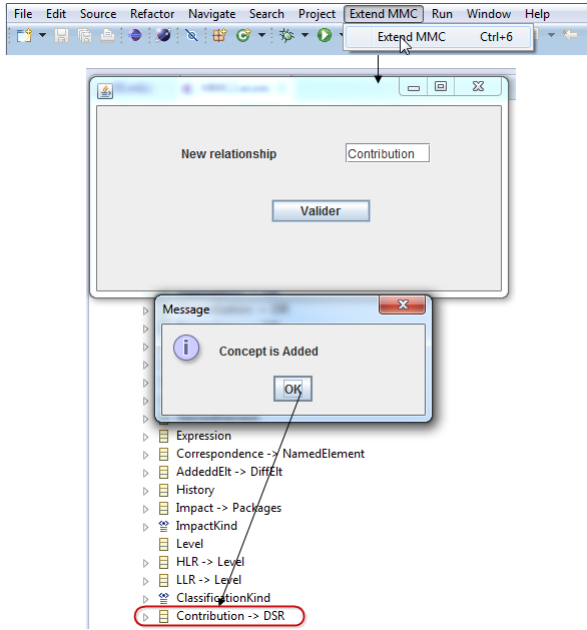 File Edit Source Refactor Navigate Search Project Extend MMC Run Window Help
Extend MMC Ctrl+6
New relationship Contribution
Valider
Message
Concept is Added
OK
Expression
Correspondence -> NamedElement
AddeddElt -> DiffElt
History
Impact -> Packages
ImpactKind
Level
HLR -> Level
LLR -> Level
ClassificationKind
Contribution -> DSR